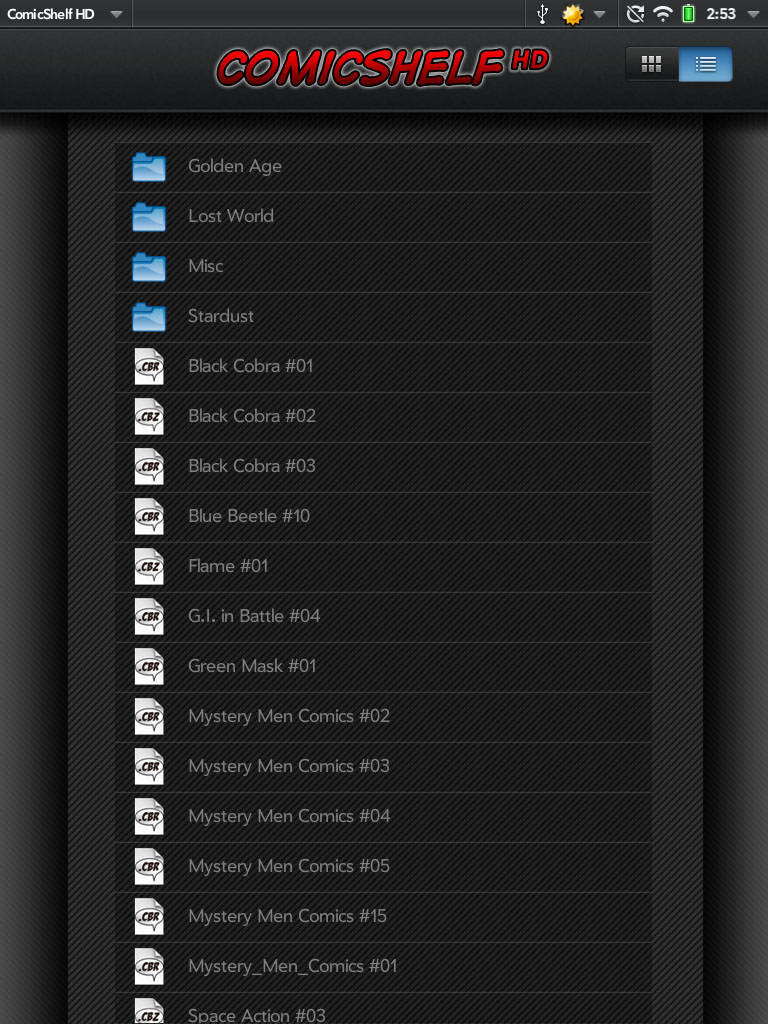 ComicShelf HD
2:53
COMICSHELF HD
Golden Age
Lost World
Misc
Stardust
.CBR Black Cobra #01
.CBZ Black Cobra #02
.CBR Black Cobra #03
.CBR Blue Beetle #10
.CBZ Flame #01
.CBR G.I. in Battle #04
.CBR Green Mask #01
.CBR Mystery Men Comics #02
.CBR Mystery Men Comics #03
.CBR Mystery Men Comics #04
.CBR Mystery Men Comics #05
.CBR Mystery Men Comics #15
.CBR Mystery_Men_Comics #01
.CBZ Space Action #03